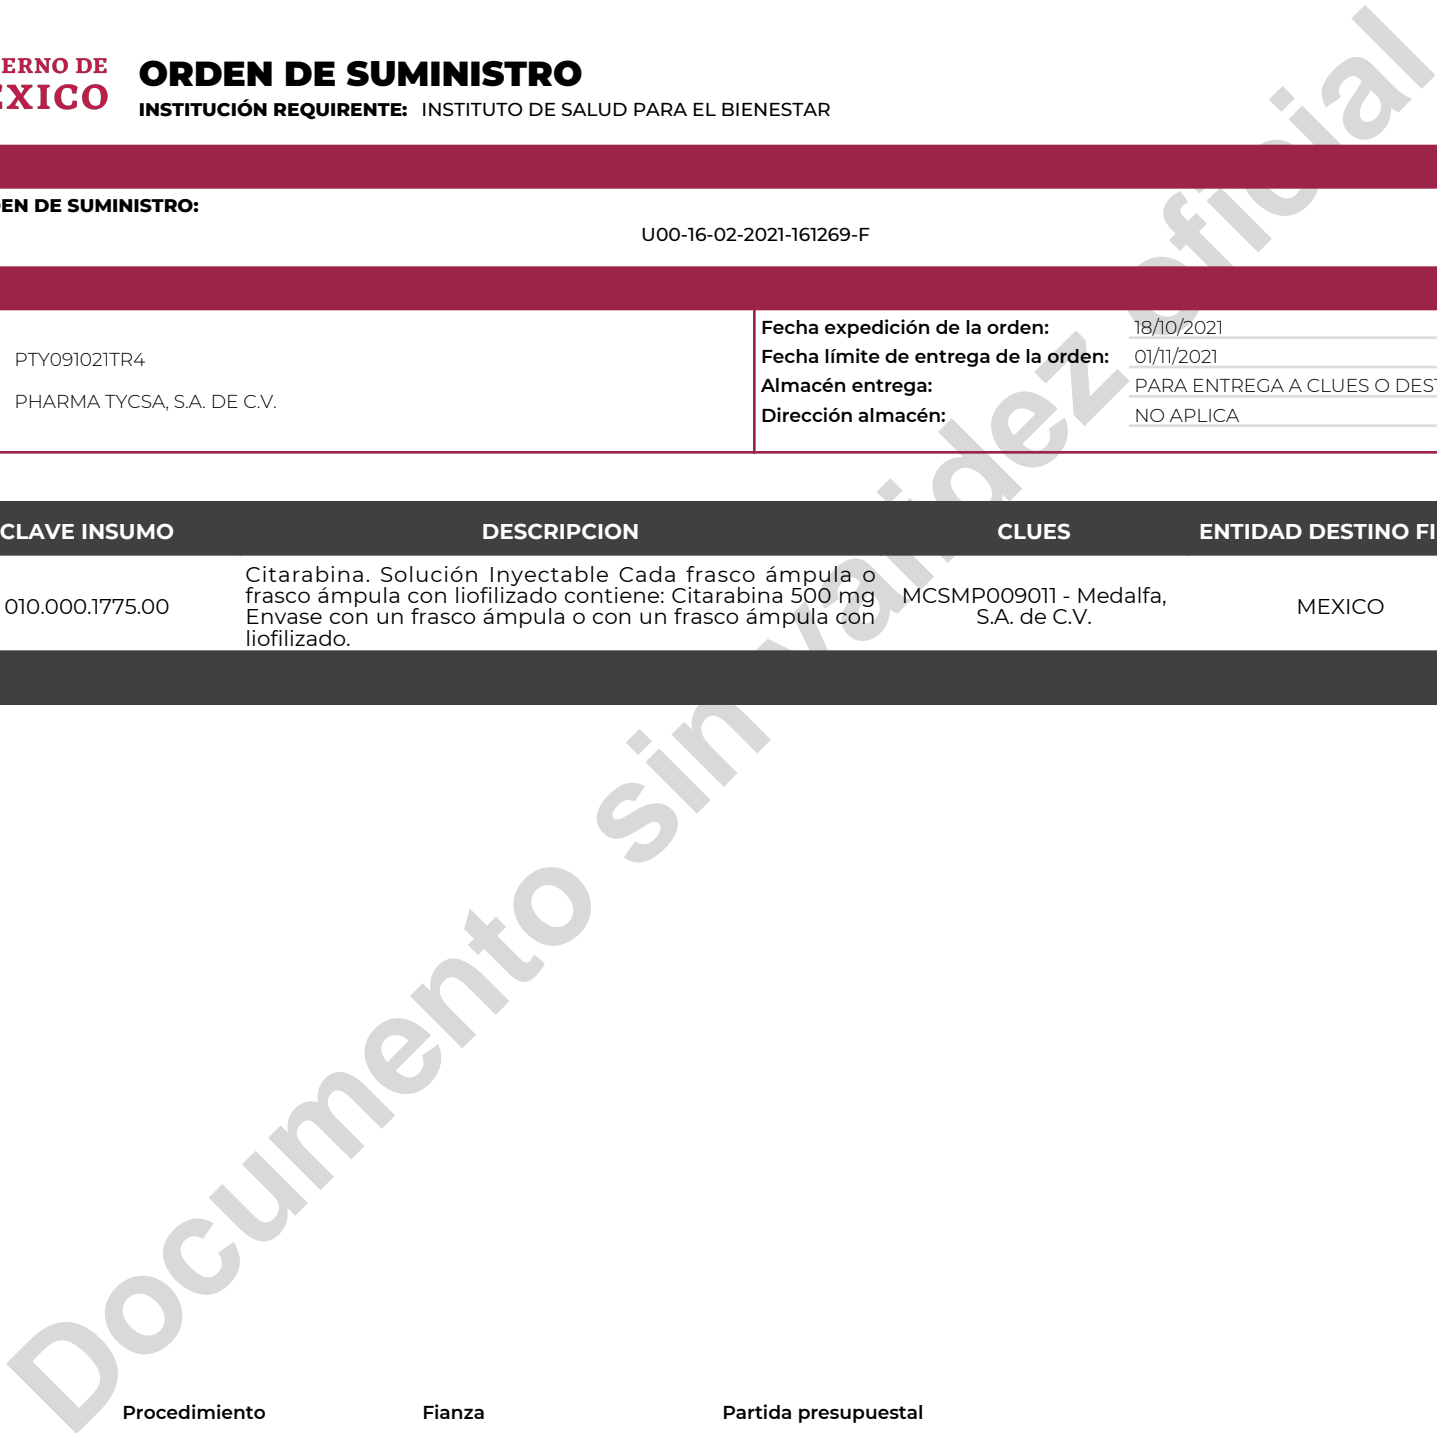 ERNO DE
ÉXICO
ORDEN DE SUMINISTRO
INSTITUCIÓN REQUIRENTE: INSTITUTO DE SALUD PARA EL BIENESTAR
EN DE SUMINISTRO:
U00-16-02-2021-161269-F
PTY091021TR4
PHARMA TYCSA, S.A. DE C.V.
Fecha expedición de la orden: 18/10/2021
Fecha límite de entrega de la orden: 01/11/2021
Almacén entrega: PARA ENTREGA A CLUES O DEST
Dirección almacén: NO APLICA
CLAVE INSUMO DESCRIPCION CLUES ENTIDAD DESTINO FI
010.000.1775.00
Citarabina. Solución Inyectable Cada frasco ámpula o
frasco ámpula con liofilizado contiene: Citarabina 500 mg
Envase con un frasco ámpula o con un frasco ámpula con
liofilizado.
MCSMP009011 - Medalfa,
S.A. de C.V.
MEXICO
Documento sin validez oficial
Procedimiento Fianza Partida presupuestal